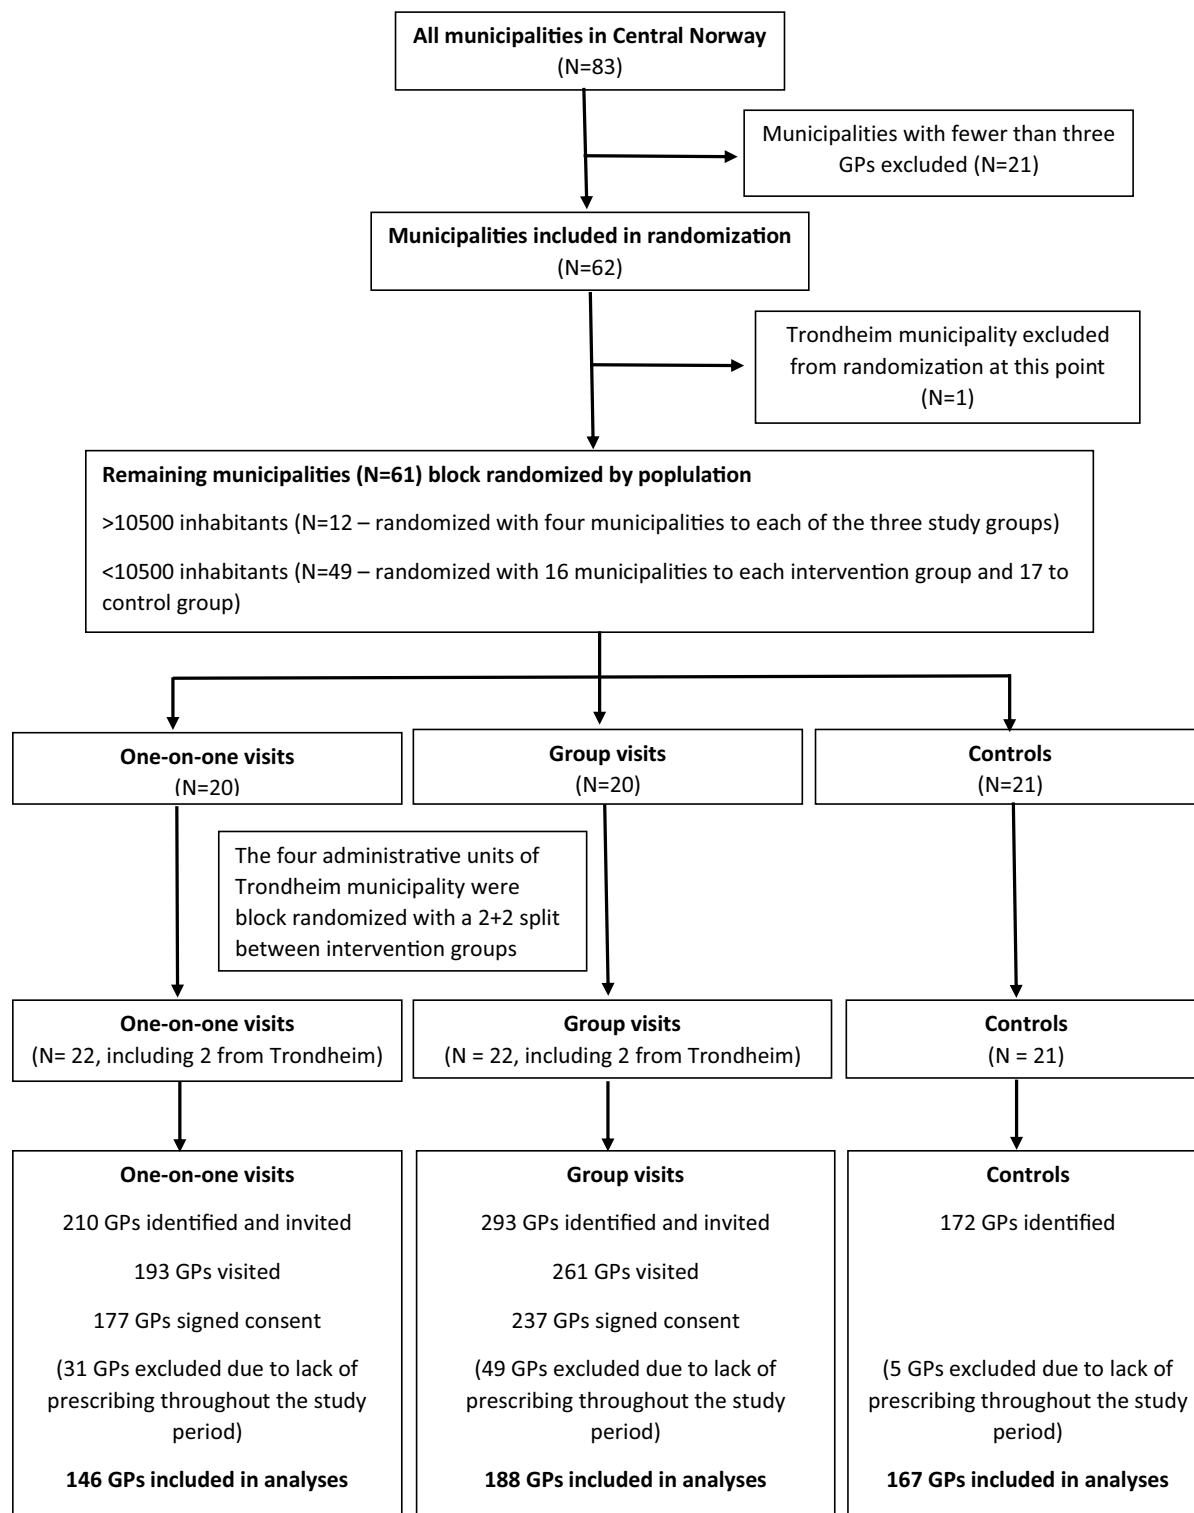 All municipalities in Central Norway
(N=83)
Municipalities with fewer than three
GPs excluded (N=21)
Municipalities included in randomization
(N=62)
Trondheim municipality excluded
from randomization at this point
(N=1)
Remaining municipalities (N=61) block randomized by poplulation
>10500 inhabitants (N=12 – randomized with four municipalities to each of the three study groups)
<10500 inhabitants (N=49 – randomized with 16 municipalities to each intervention group and 17 to
control group)
One-on-one visits
(N=20)
Group visits
(N=20)
Controls
(N=21)
The four administrative units of
Trondheim municipality were
block randomized with a 2+2 split
between intervention groups
One-on-one visits
(N= 22, including 2 from Trondheim)
Group visits
(N = 22, including 2 from Trondheim)
Controls
(N = 21)
One-on-one visits
210 GPs identified and invited
193 GPs visited
177 GPs signed consent
(31 GPs excluded due to lack of
prescribing throughout the study
period)
146 GPs included in analyses
Group visits
293 GPs identified and invited
261 GPs visited
237 GPs signed consent
(49 GPs excluded due to lack of
prescribing throughout the study
period)
188 GPs included in analyses
Controls
172 GPs identified
(5 GPs excluded due to lack of
prescribing throughout the study
period)
167 GPs included in analyses